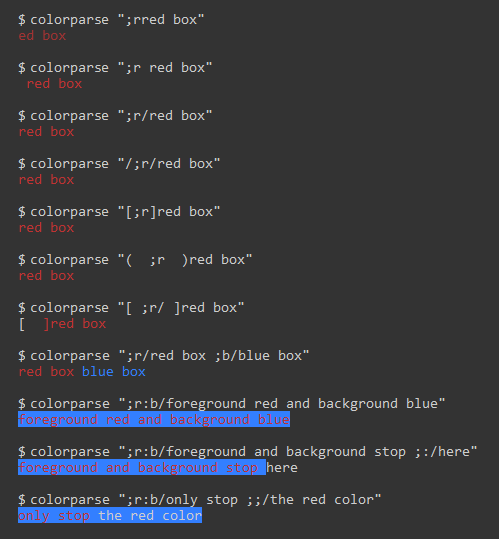 $ colorparse ";rred box"
ed box
$ colorparse ";r red box"
red box
$ colorparse ";r/red box"
red box
$ colorparse "/;r/red box"
red box
$ colorparse "[;r]red box"
red box
$ colorparse "(  ;r  )red box"
red box
$ colorparse "[ ;r/ ]red box"
[  ]red box
$ colorparse ";r/red box ;b/blue box"
red box blue box
$ colorparse ";r:b/foreground red and background blue"
foreground red and background blue
$ colorparse ";r:b/foreground and background stop ;:/here"
foreground and background stop here
$ colorparse ";r:b/only stop ;;/the red color"
only stop the red color